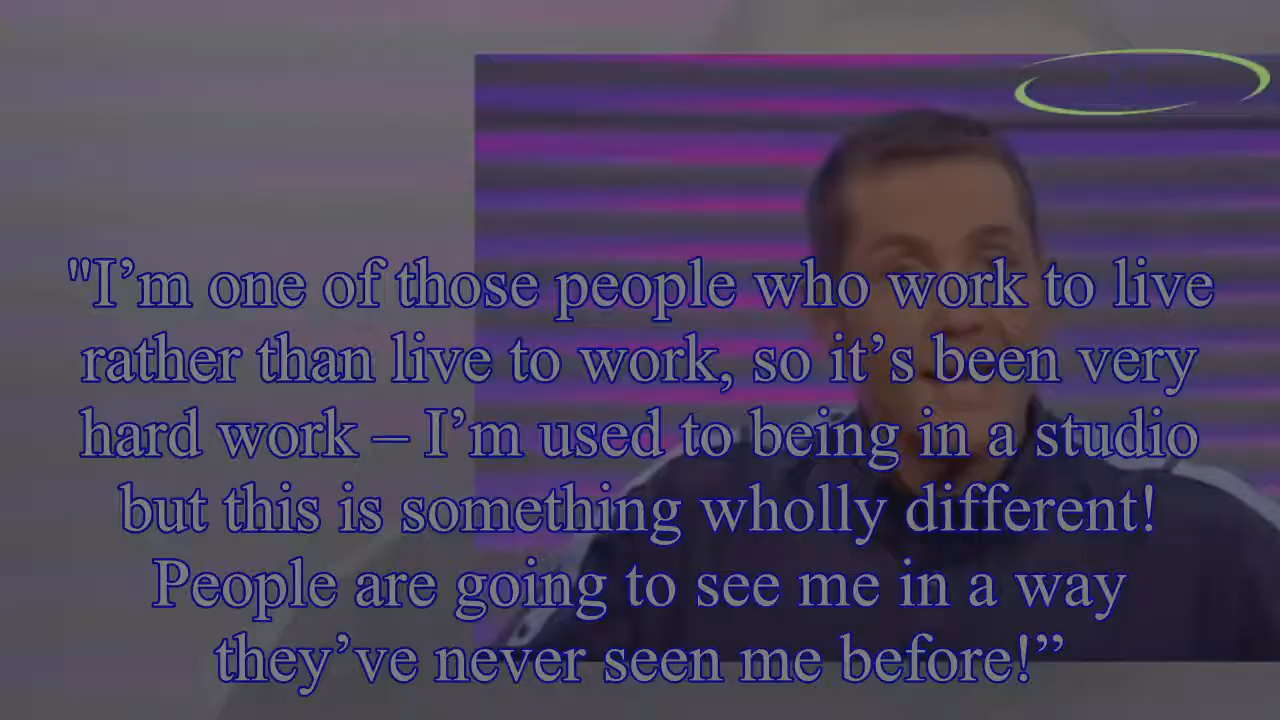 "I’m one of those people who work to live
rather than live to work, so it’s been very
hard work – I’m used to being in a studio
but this is something wholly different!
People are going to see me in a way
they’ve never seen me before!”